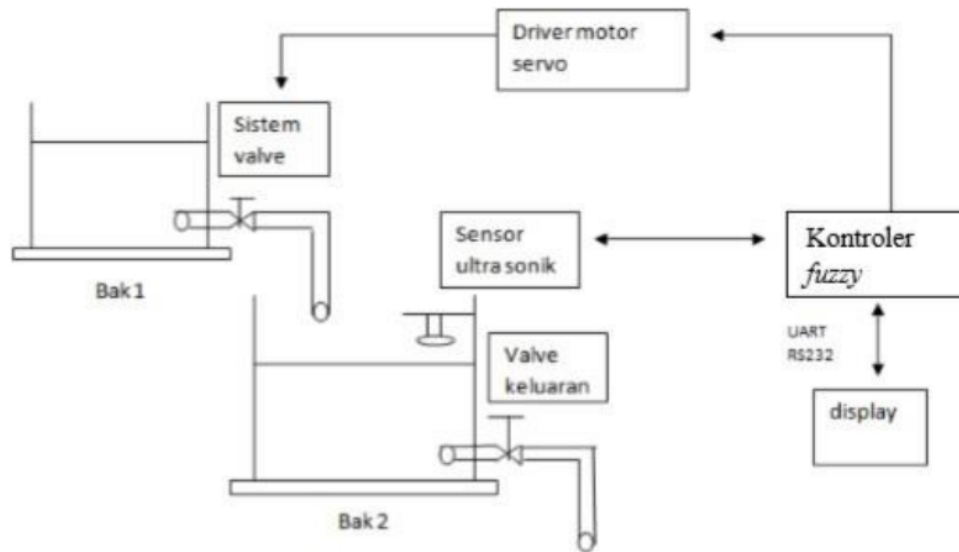 Driver motor
servo
Sistem
valve
Sensor
ultra sonik
Kontroler
fuzzy
Bak 1
UART
RS232
Valve
keluaran
display
Bak 2